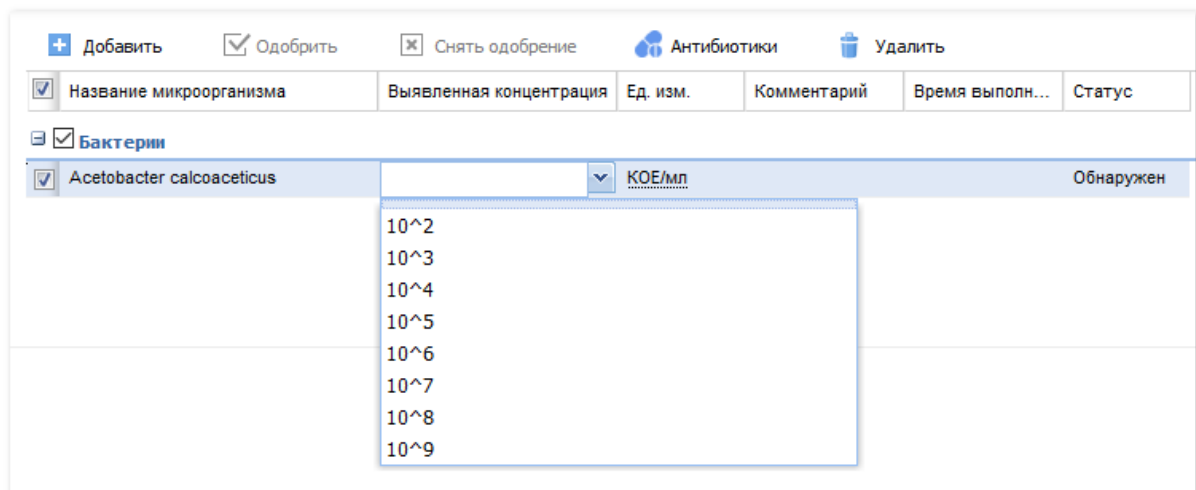 Добавить Одобрить Снять одобрение Антибиотики Удалить
Название микроорганизма Выявленная концентрация Ед. изм. Комментарий Время выполн... Статус
Бактерии
Acetobacter calcoaceticus КОЕ/мл Обнаружен
10^2
10^3
10^4
10^5
10^6
10^7
10^8
10^9